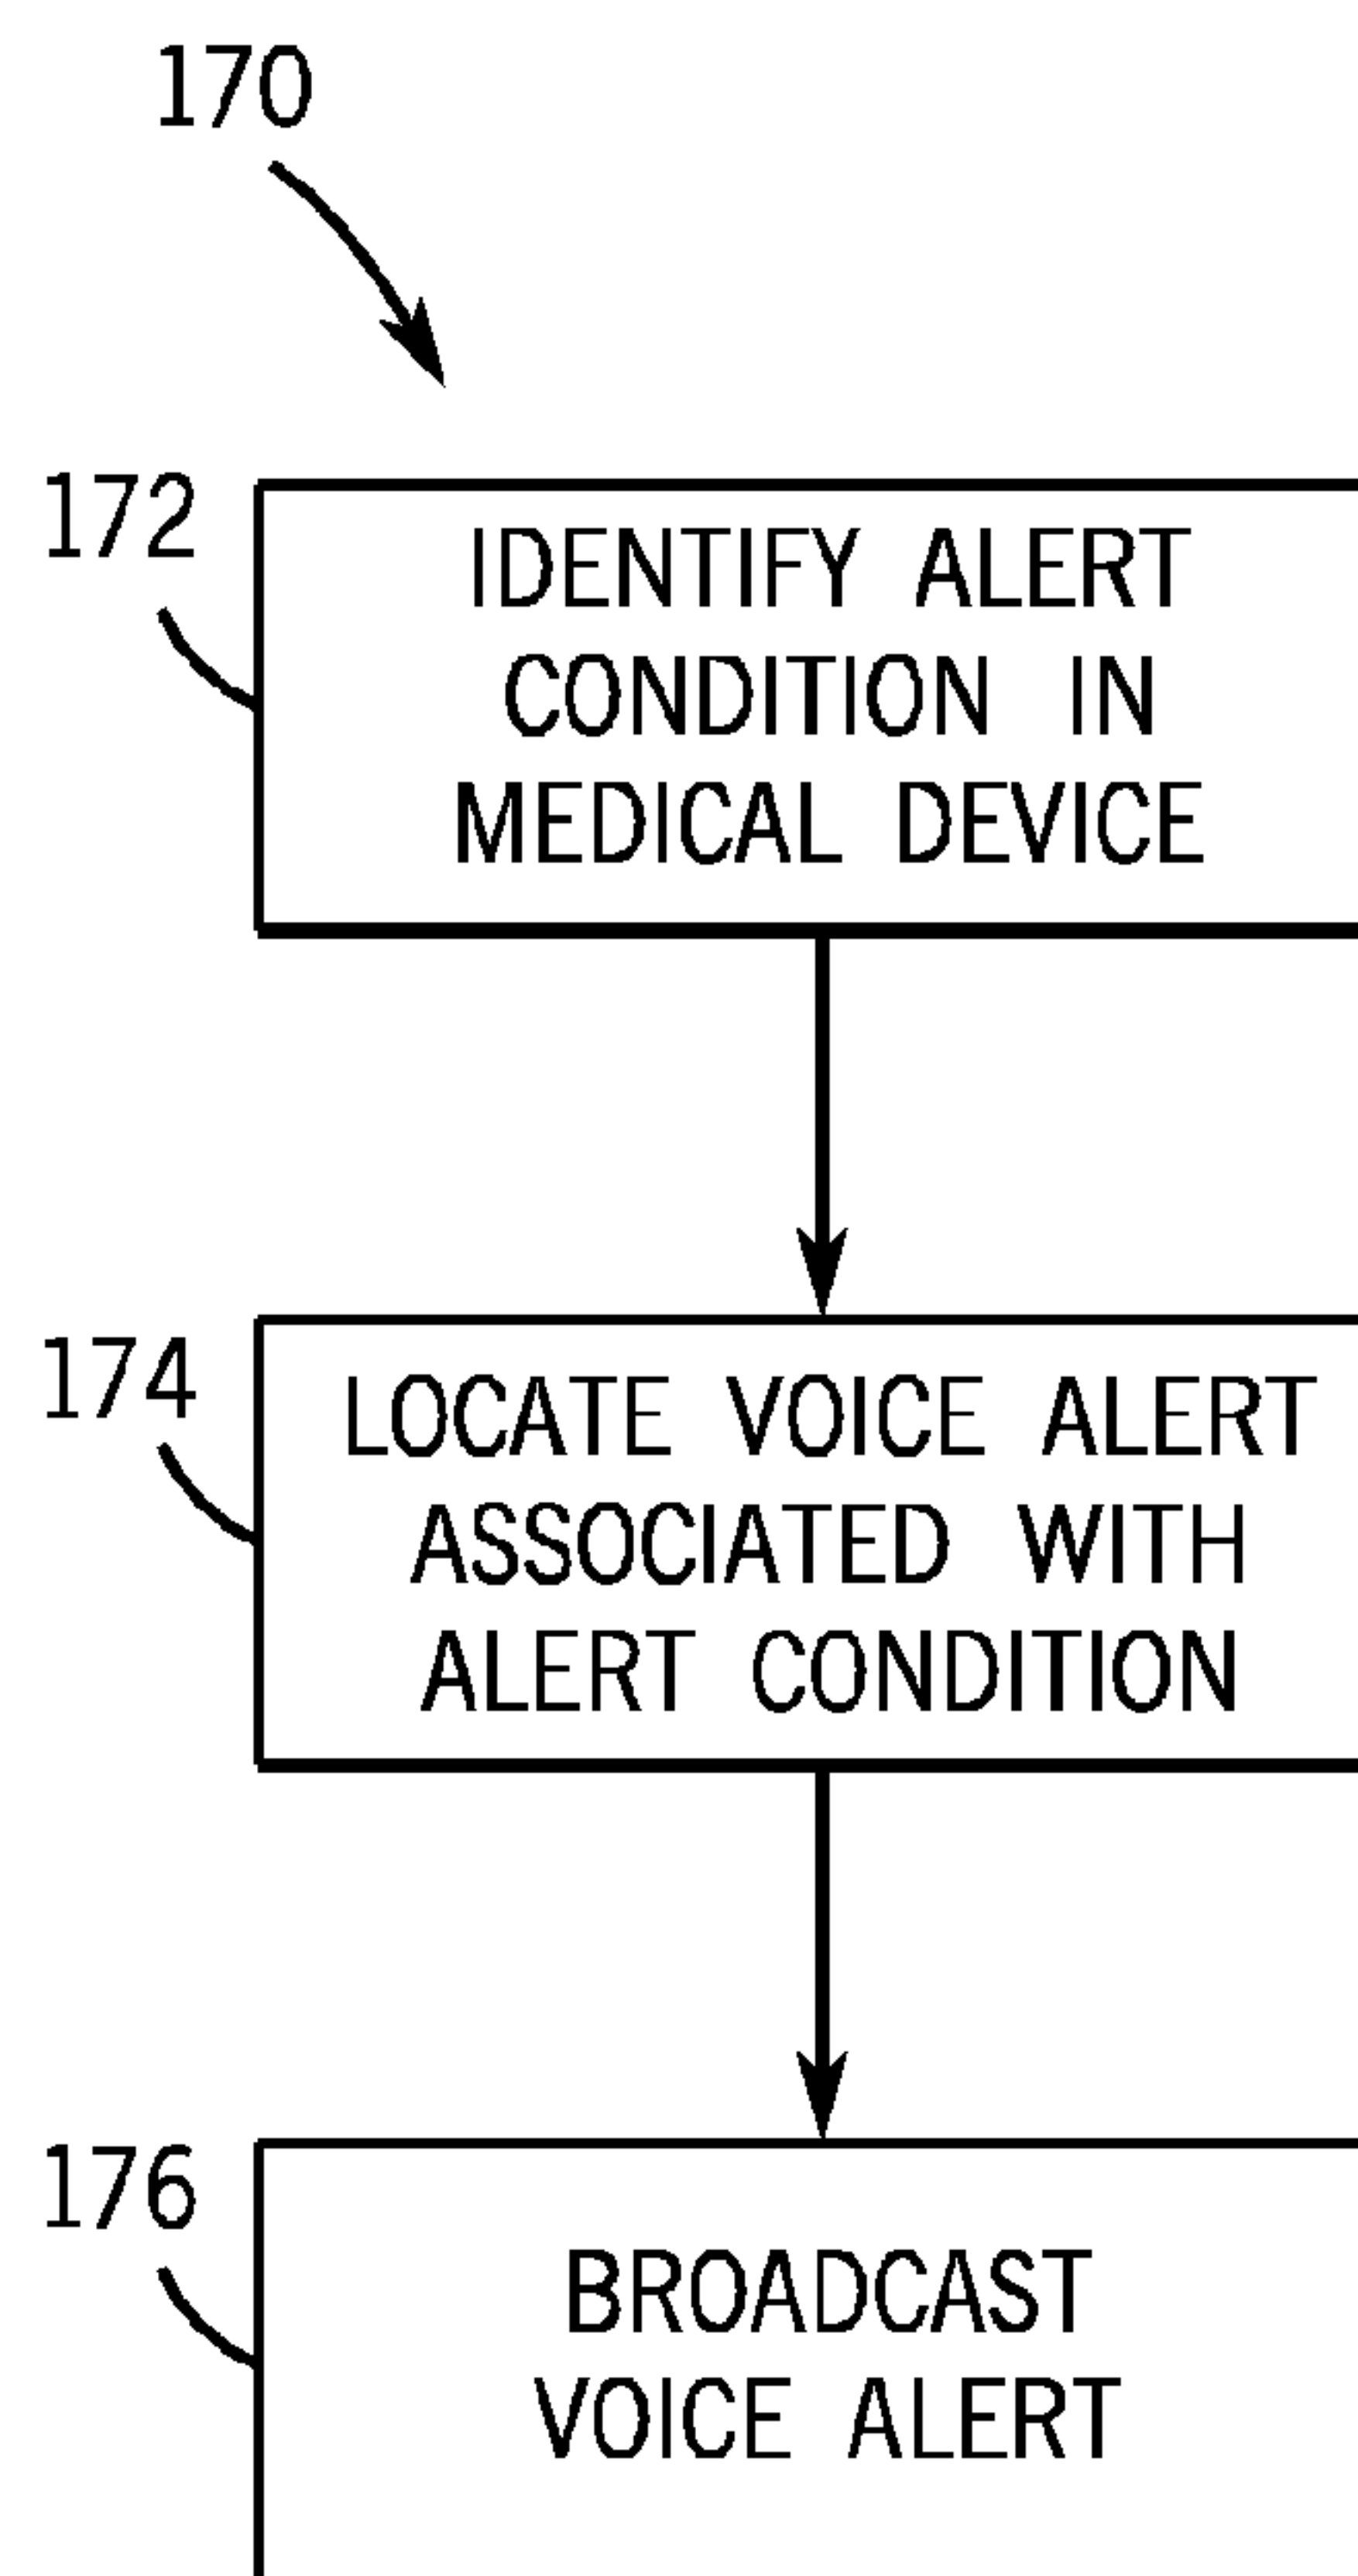 170
172
IDENTIFY ALERT
CONDITION IN
MEDICAL DEVICE
174
LOCATE VOICE ALERT
ASSOCIATED WITH
ALERT CONDITION
176
BROADCAST
VOICE ALERT